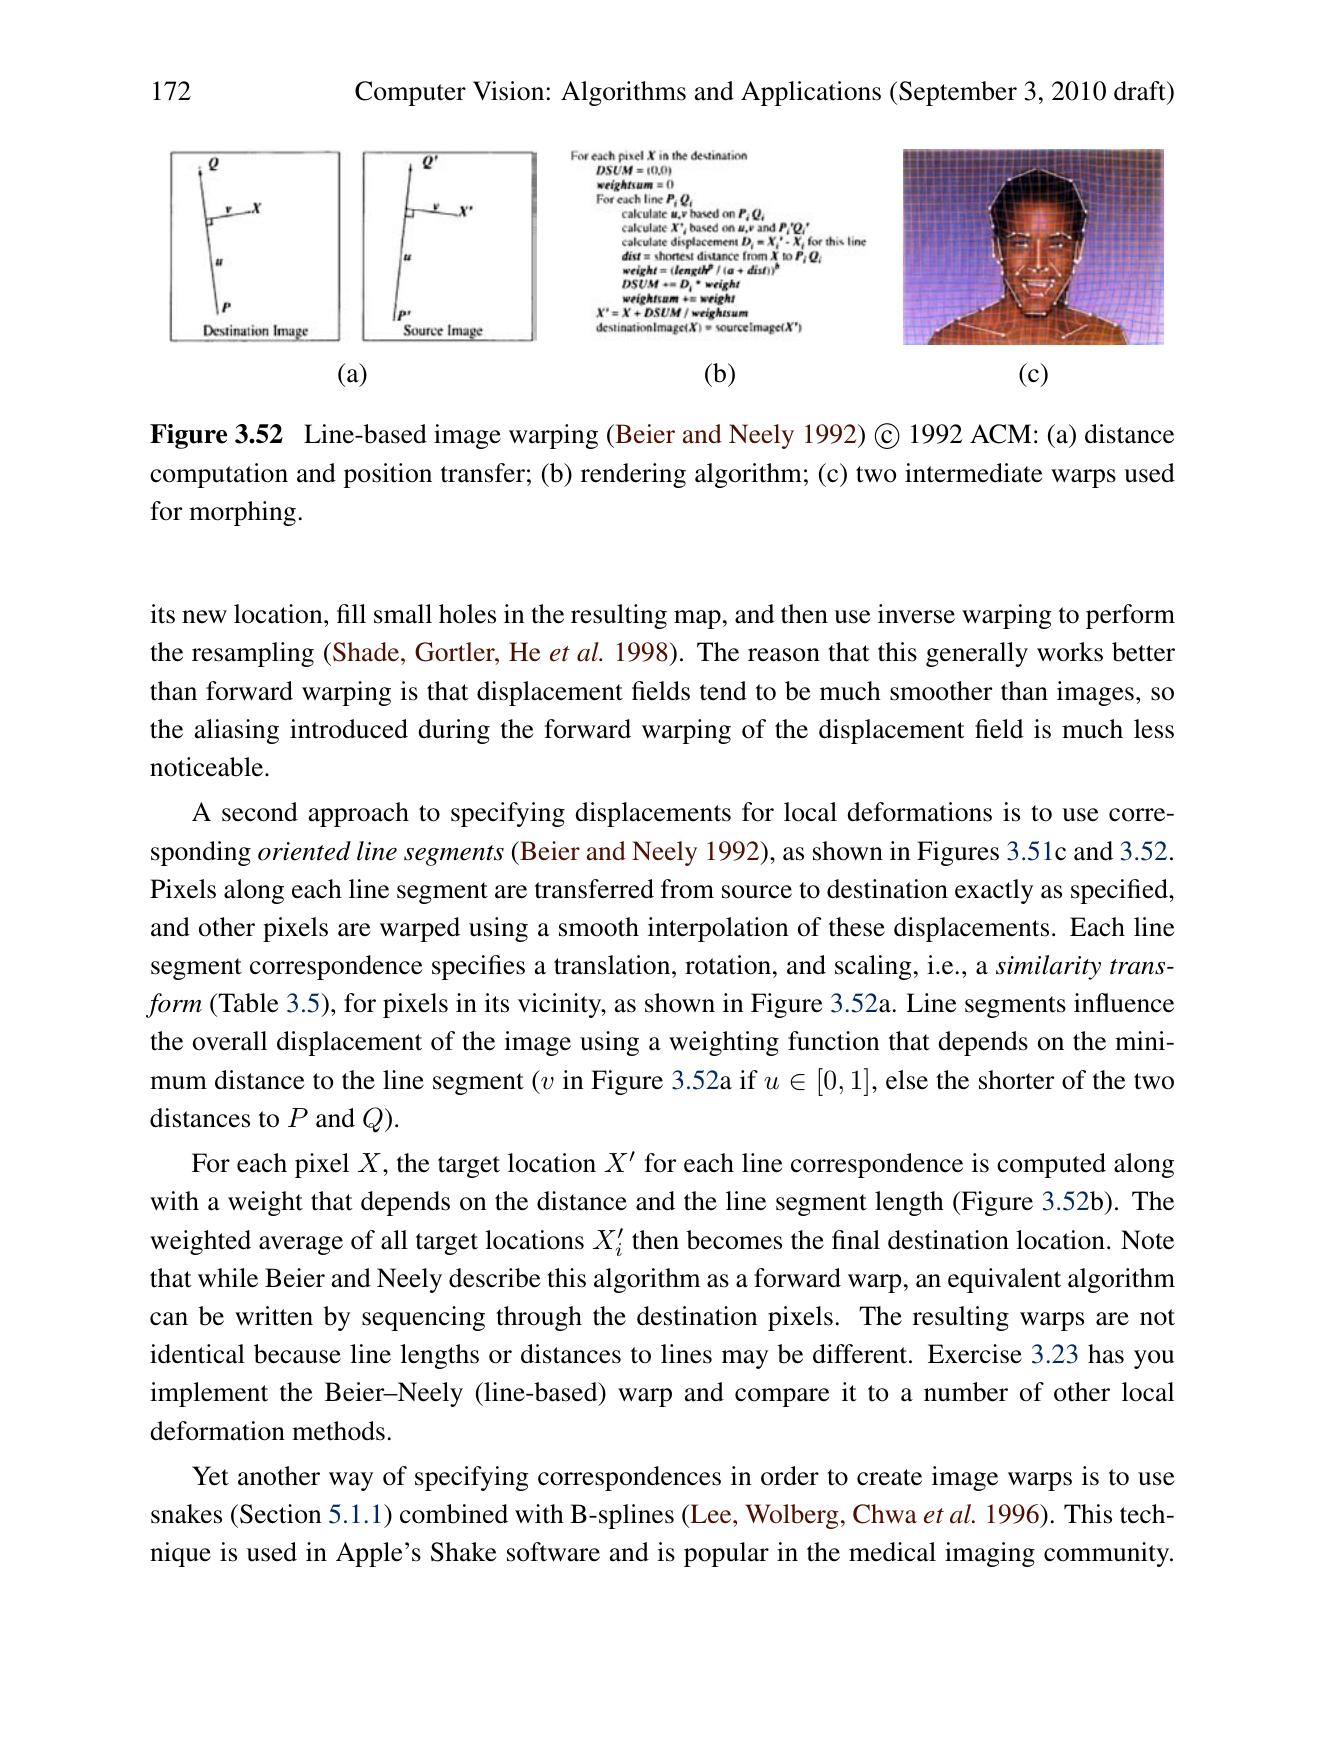 172 Computer Vision: Algorithms and Applications (September 3, 2010 draft)
Q
v X
u
P
Destination Image
Q'
v X'
u
P'
Source Image
For each pixel X in the destination
DSUM = (0,0)
weightsum = 0
For each line Pi Qi
calculate u,v based on Pi Qi
calculate X'i based on u,v and Pi'Qi'
calculate displacement Di = Xi' - Xi for this line
dist = shortest distance from X to Pi Qi
weight = (length^p / (a + dist))^b
DSUM += Di * weight
weightsum += weight
X' = X + DSUM / weightsum
destinationImage(X) = sourceImage(X')
(a) (b) (c)
Figure 3.52 Line-based image warping (Beier and Neely 1992) © 1992 ACM: (a) distance
computation and position transfer; (b) rendering algorithm; (c) two intermediate warps used
for morphing.
its new location, fill small holes in the resulting map, and then use inverse warping to perform
the resampling (Shade, Gortler, He et al. 1998). The reason that this generally works better
than forward warping is that displacement fields tend to be much smoother than images, so
the aliasing introduced during the forward warping of the displacement field is much less
noticeable.
A second approach to specifying displacements for local deformations is to use corre-
sponding oriented line segments (Beier and Neely 1992), as shown in Figures 3.51c and 3.52.
Pixels along each line segment are transferred from source to destination exactly as specified,
and other pixels are warped using a smooth interpolation of these displacements. Each line
segment correspondence specifies a translation, rotation, and scaling, i.e., a similarity trans-
form (Table 3.5), for pixels in its vicinity, as shown in Figure 3.52a. Line segments influence
the overall displacement of the image using a weighting function that depends on the mini-
mum distance to the line segment (v in Figure 3.52a if u ∈ [0, 1], else the shorter of the two
distances to P and Q).
For each pixel X, the target location X′ for each line correspondence is computed along
with a weight that depends on the distance and the line segment length (Figure 3.52b). The
weighted average of all target locations X′i then becomes the final destination location. Note
that while Beier and Neely describe this algorithm as a forward warp, an equivalent algorithm
can be written by sequencing through the destination pixels. The resulting warps are not
identical because line lengths or distances to lines may be different. Exercise 3.23 has you
implement the Beier–Neely (line-based) warp and compare it to a number of other local
deformation methods.
Yet another way of specifying correspondences in order to create image warps is to use
snakes (Section 5.1.1) combined with B-splines (Lee, Wolberg, Chwa et al. 1996). This tech-
nique is used in Apple's Shake software and is popular in the medical imaging community.